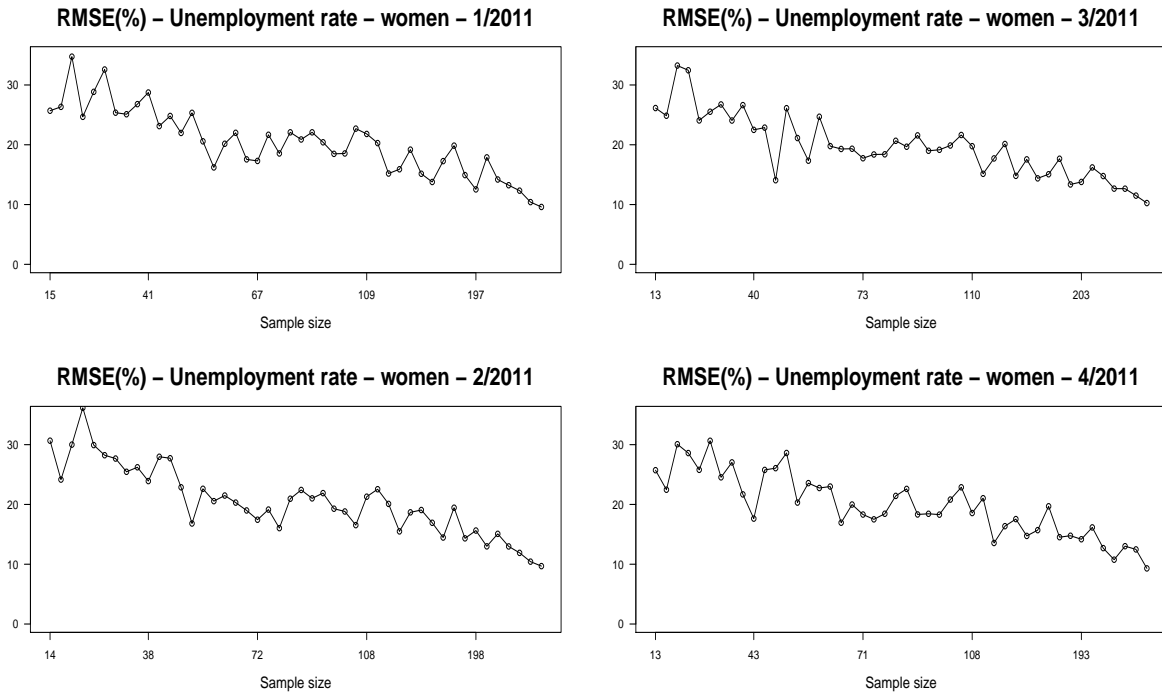 RMSE(%) – Unemployment rate – women – 1/2011
30
20
10
0
15 41 67 109 197
Sample size
RMSE(%) – Unemployment rate – women – 3/2011
30
20
10
0
13 40 73 110 203
Sample size
RMSE(%) – Unemployment rate – women – 2/2011
30
20
10
0
14 38 72 108 198
Sample size
RMSE(%) – Unemployment rate – women – 4/2011
30
20
10
0
13 43 71 108 193
Sample size